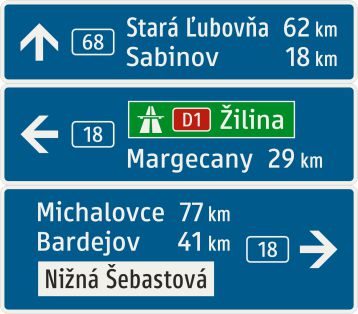 68 Stará Ľubovňa 62 km
Sabinov 18 km
18 D1 Žilina
Margecany 29 km
Michalovce 77 km
Bardejov 41 km 18
Nižná Šebastová